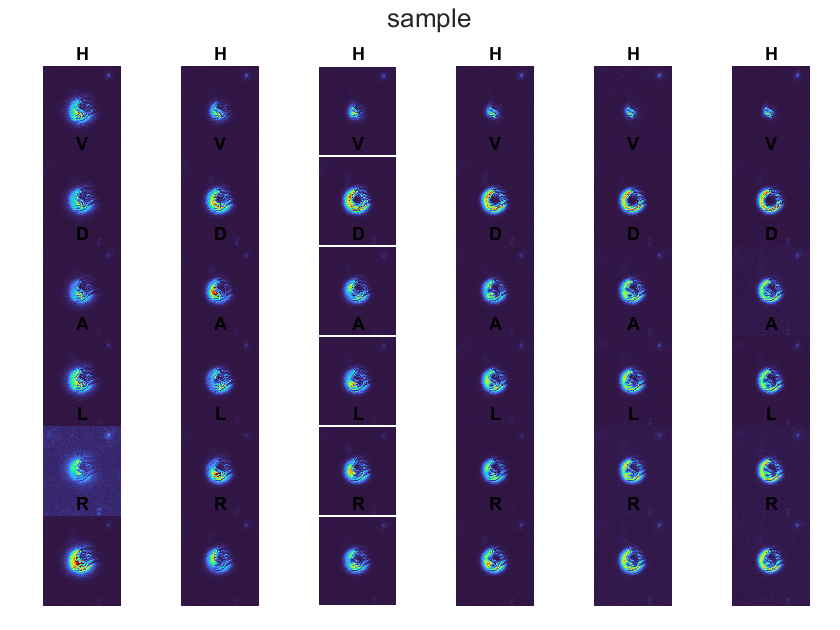 sample
H H H H H H
V V V V V V
D D D D D D
A A A A A A
L L L L L L
R R R R R R